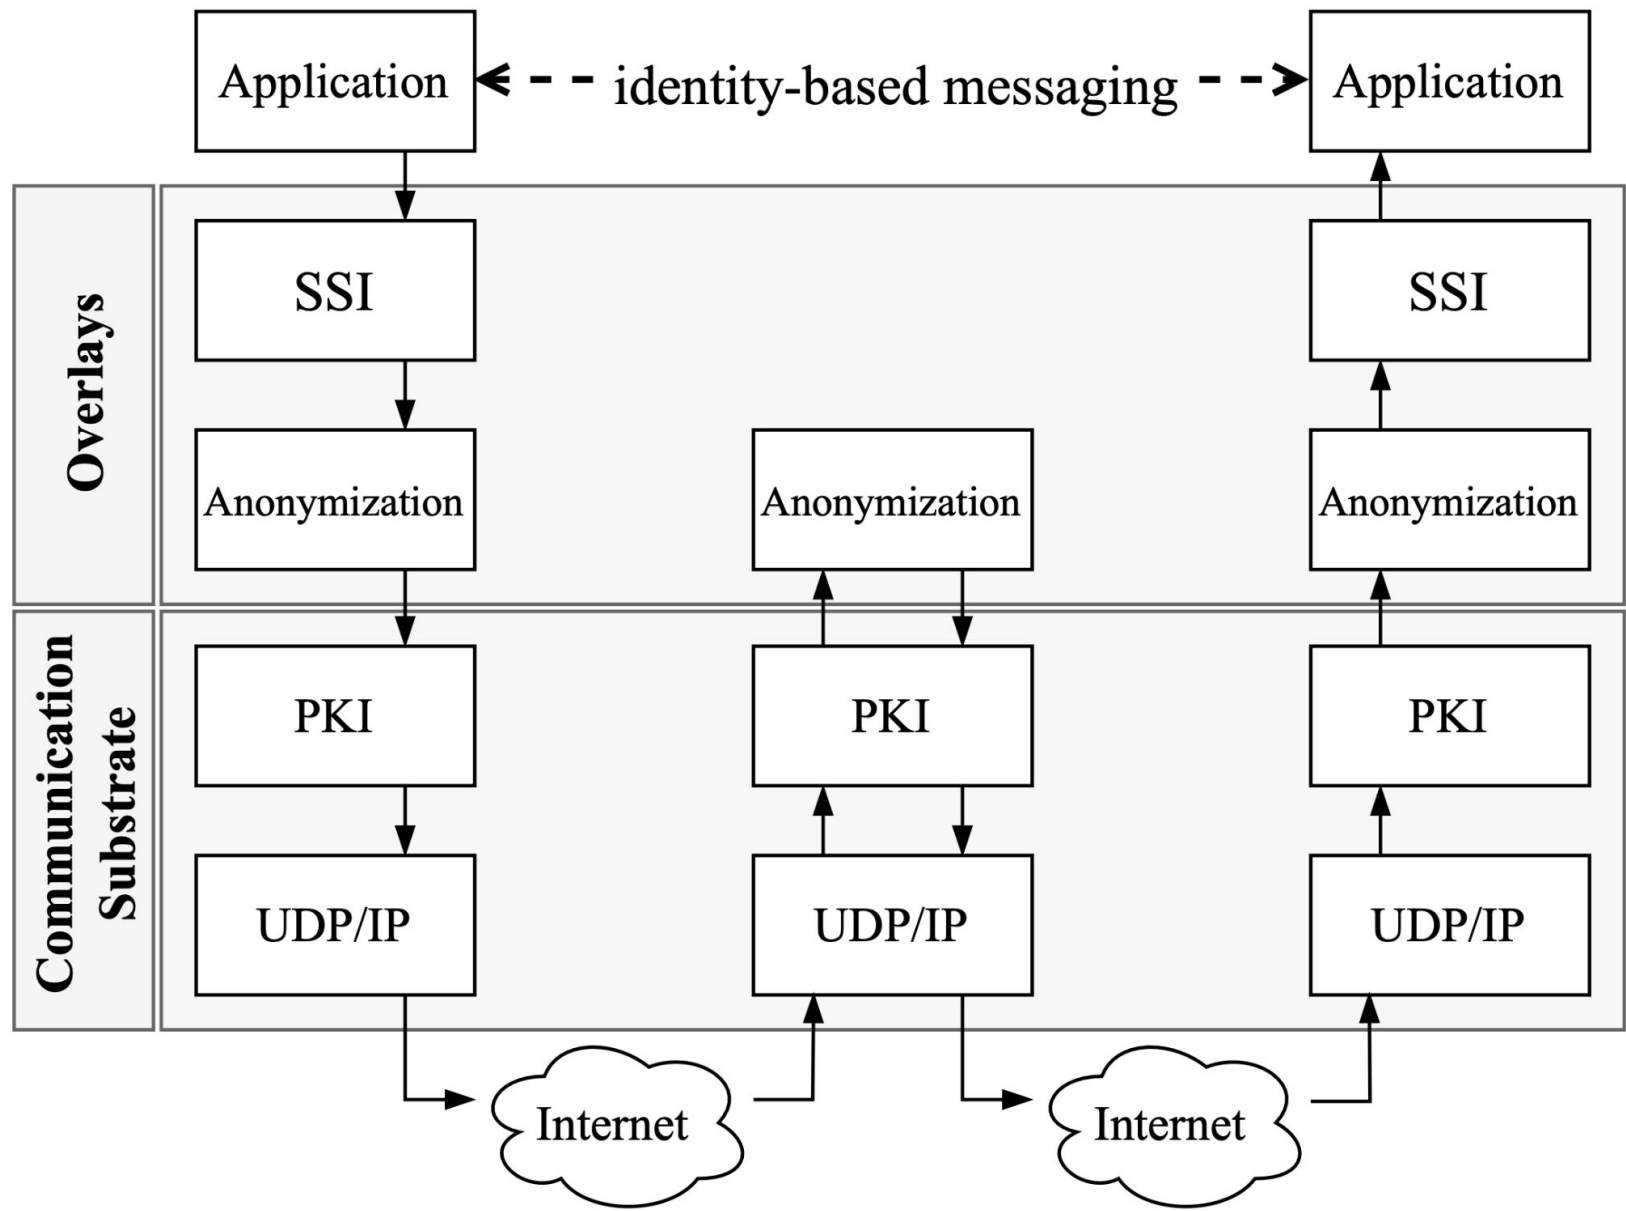 Application
identity-based messaging
Application
Overlays
SSI
SSI
Anonymization
Anonymization
Anonymization
Communication
Substrate
PKI
PKI
PKI
UDP/IP
UDP/IP
UDP/IP
Internet
Internet